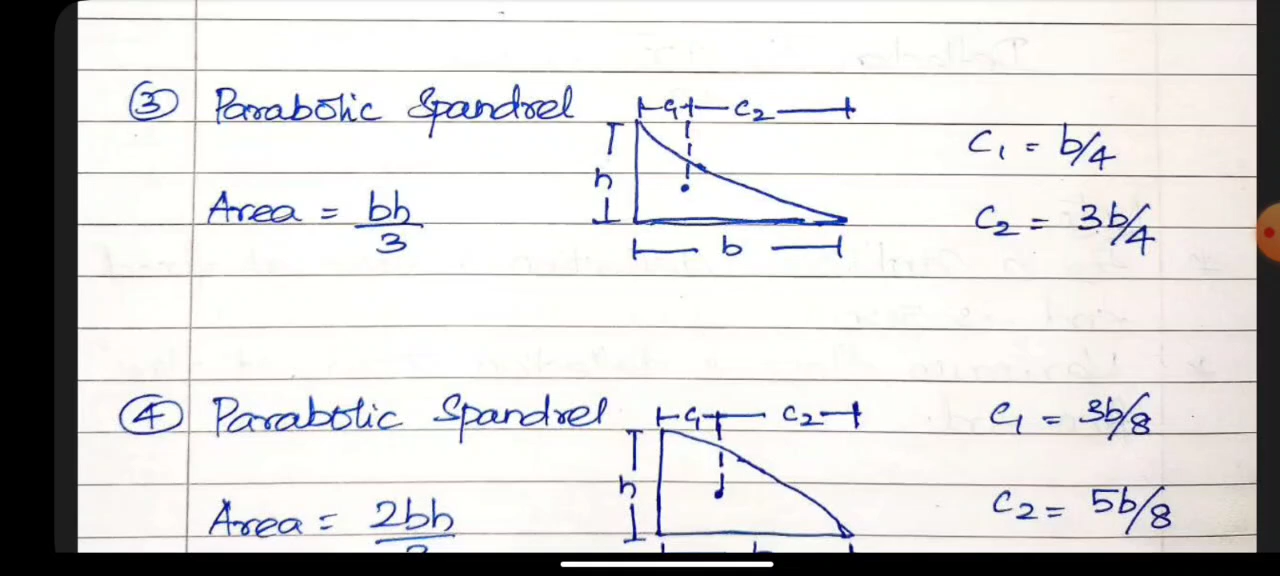 ③ Parabolic Spandrel
C₁ C₂
C₁ = b/4
h
Area = bh/3
C₂ = 3b/4
b
④ Parabolic Spandrel
C₁ C₂
C₁ = 3b/8
h
Area = 2bh
C₂ = 5b/8